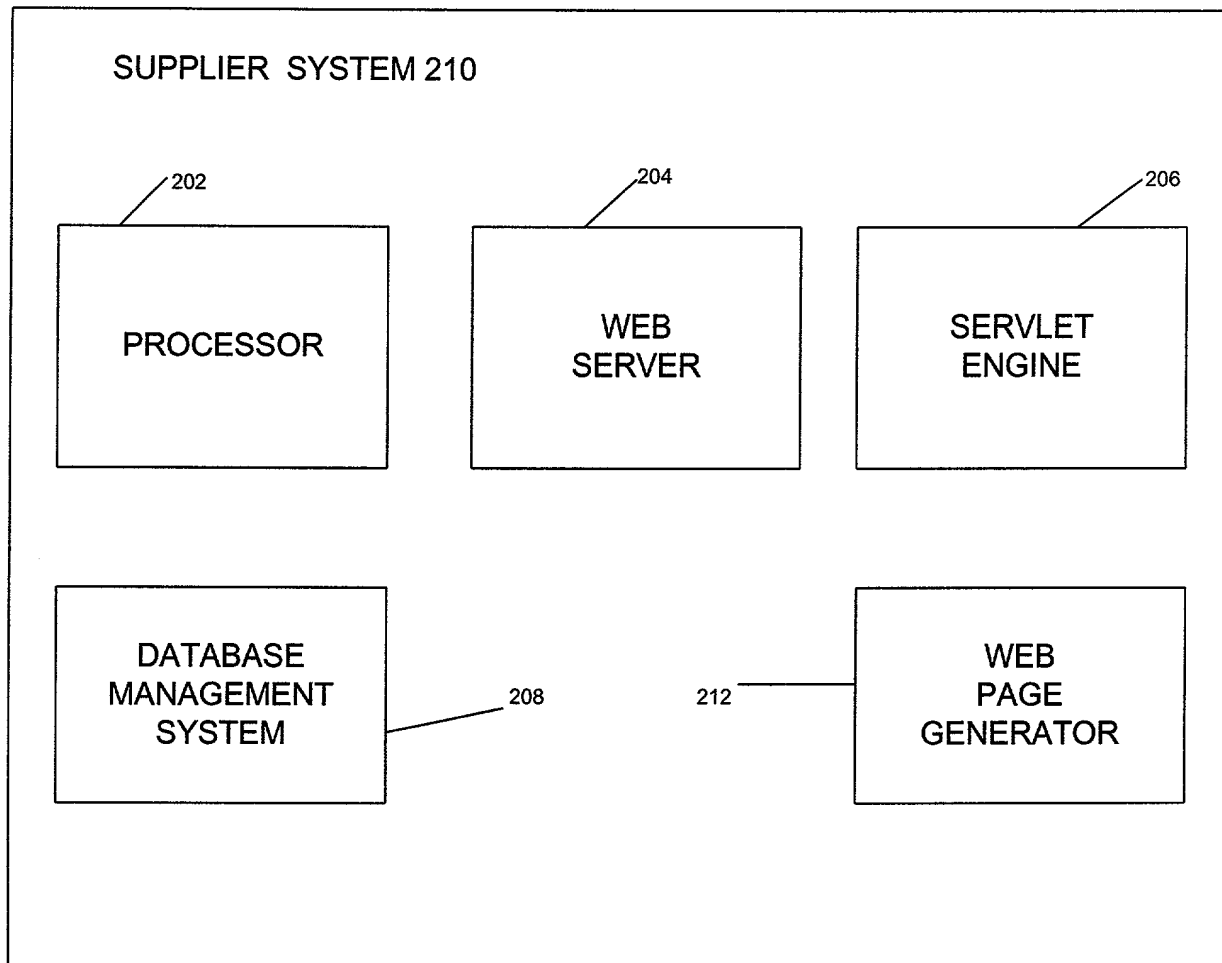 SUPPLIER SYSTEM 210
202
204
206
PROCESSOR
WEB
SERVER
SERVLET
ENGINE
DATABASE
MANAGEMENT
SYSTEM
208
212
WEB
PAGE
GENERATOR